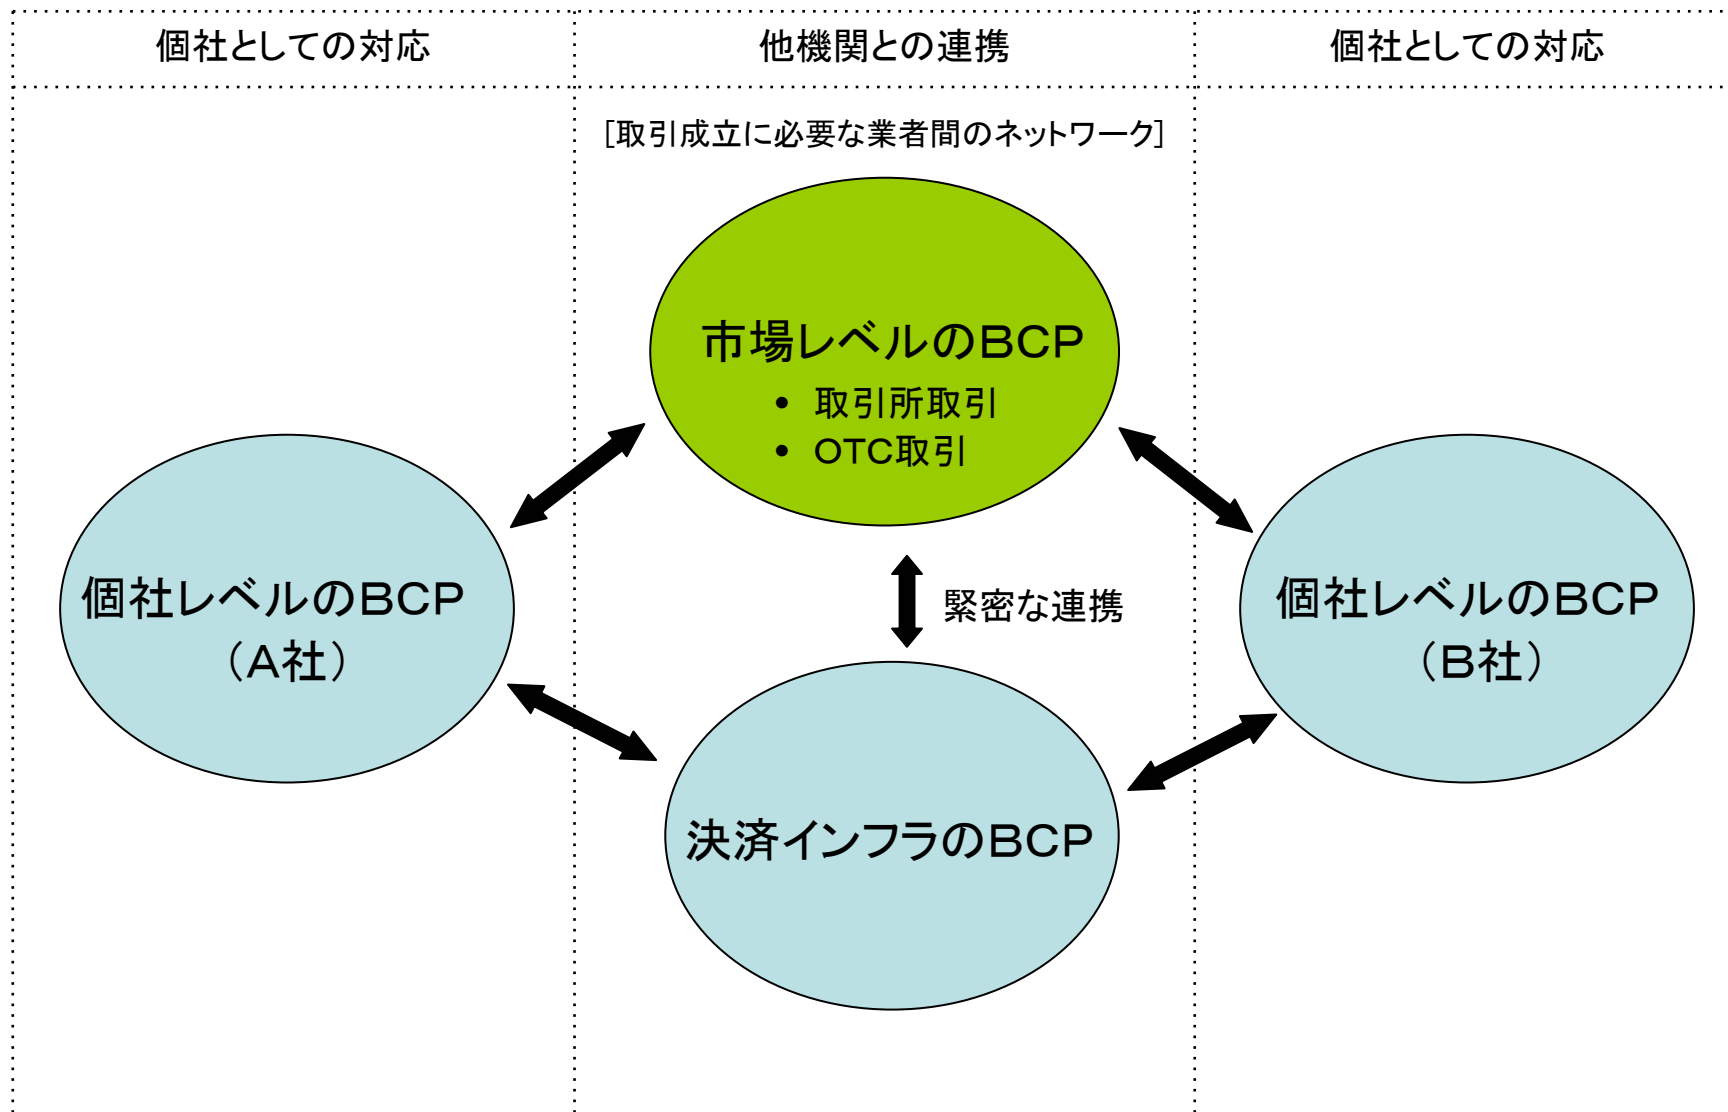 個社としての対応
他機関との連携
個社としての対応
[取引成立に必要な業者間のネットワーク]
市場レベルのBCP
• 取引所取引
• OTC取引
個社レベルのBCP
（A社）
緊密な連携
個社レベルのBCP
（B社）
決済インフラのBCP